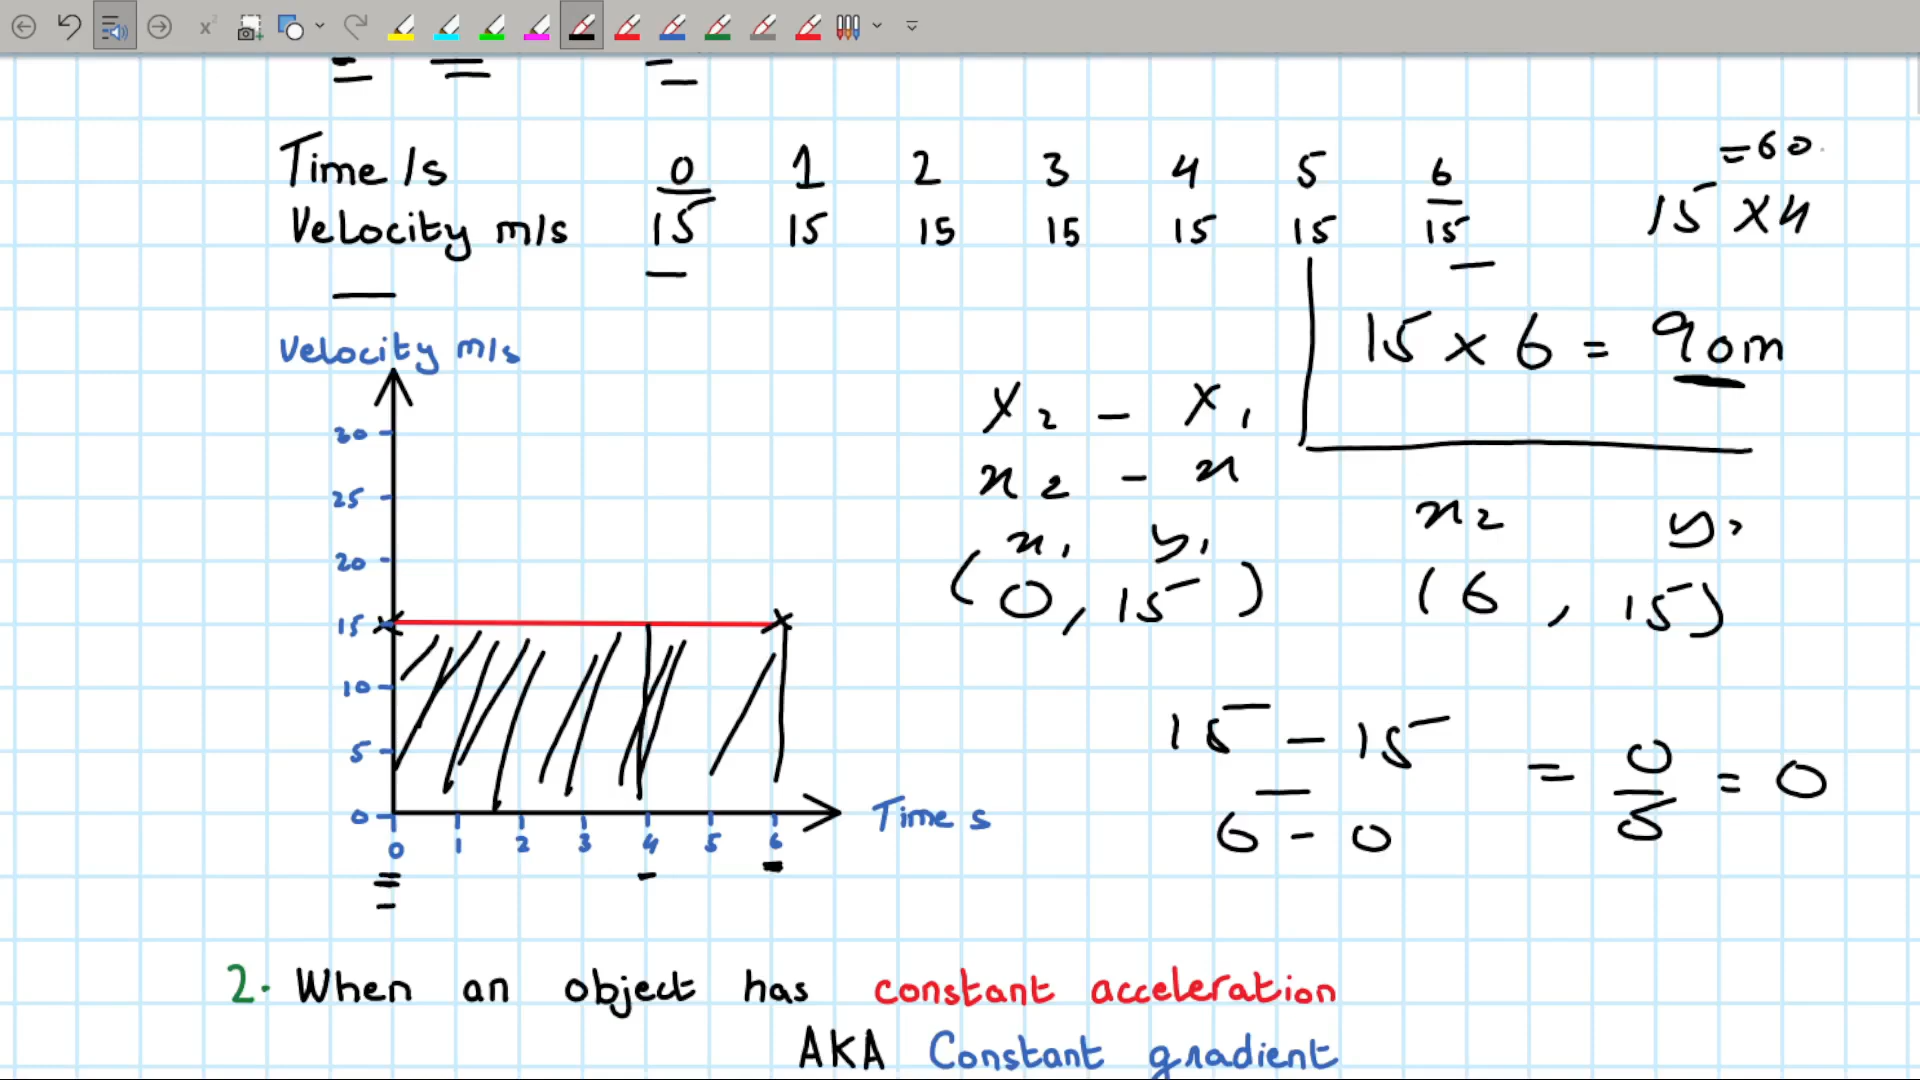 Time /s 0 1 2 3 4 5 6
Velocity m/s 15 15 15 15 15 15 15
= 60
15 × 4
15 × 6 = 90m
Velocity m/s
30
25
20
15
10
5
0
0 1 2 3 4 5 6
Time s
x2 - x1
x2 - x
x1 y1
(0, 15)
x2 y2
(6, 15)
15 - 15
6 - 0
= 0/5 = 0
2. When an object has constant acceleration
AKA Constant gradient